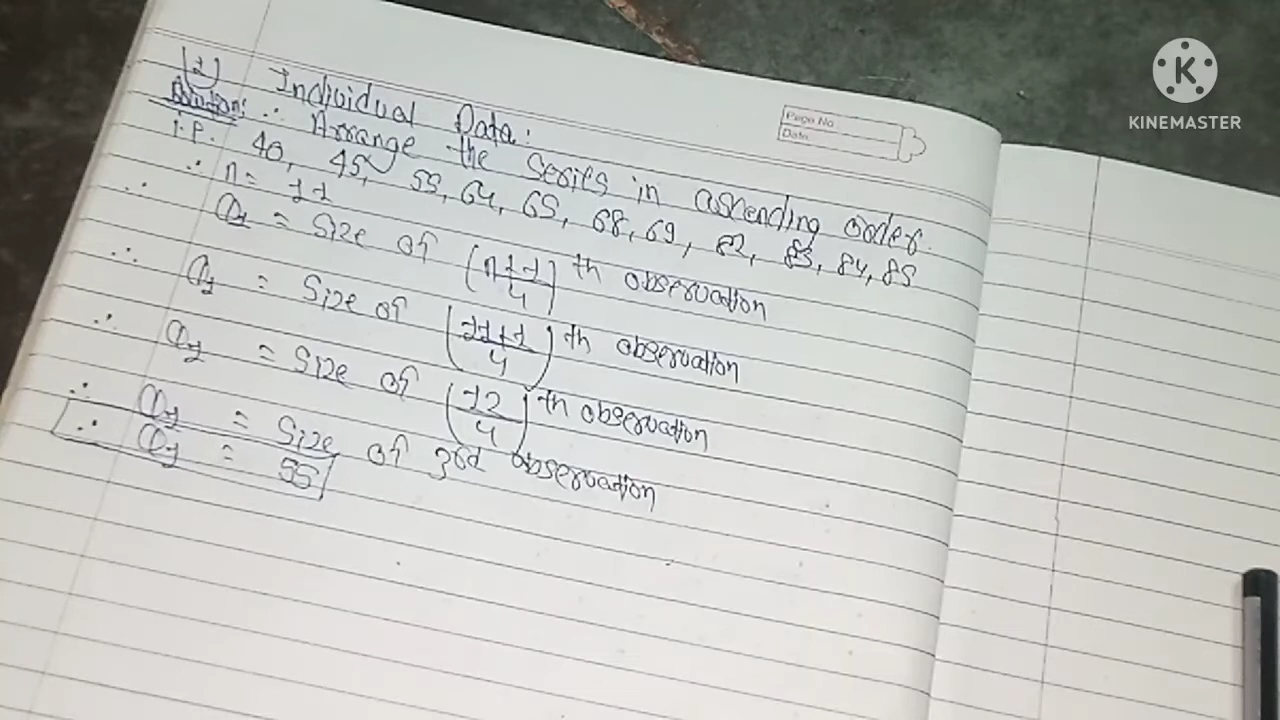 (1) Individual Data:
Solution: ∴ Arrange the series in ascending order.
i.e. 40, 45, 55, 64, 65, 68, 69, 82, 83, 84, 85
∴ n = 11
∴ Q₁ = Size of (n+1/4)th observation
∴ Q₁ = Size of (11+1/4)th observation
∴ Q₁ = Size of (12/4)th observation
∴ Q₁ = Size of 3rd observation
∴ Q₁ = 55
Page No
Date
KINEMASTER